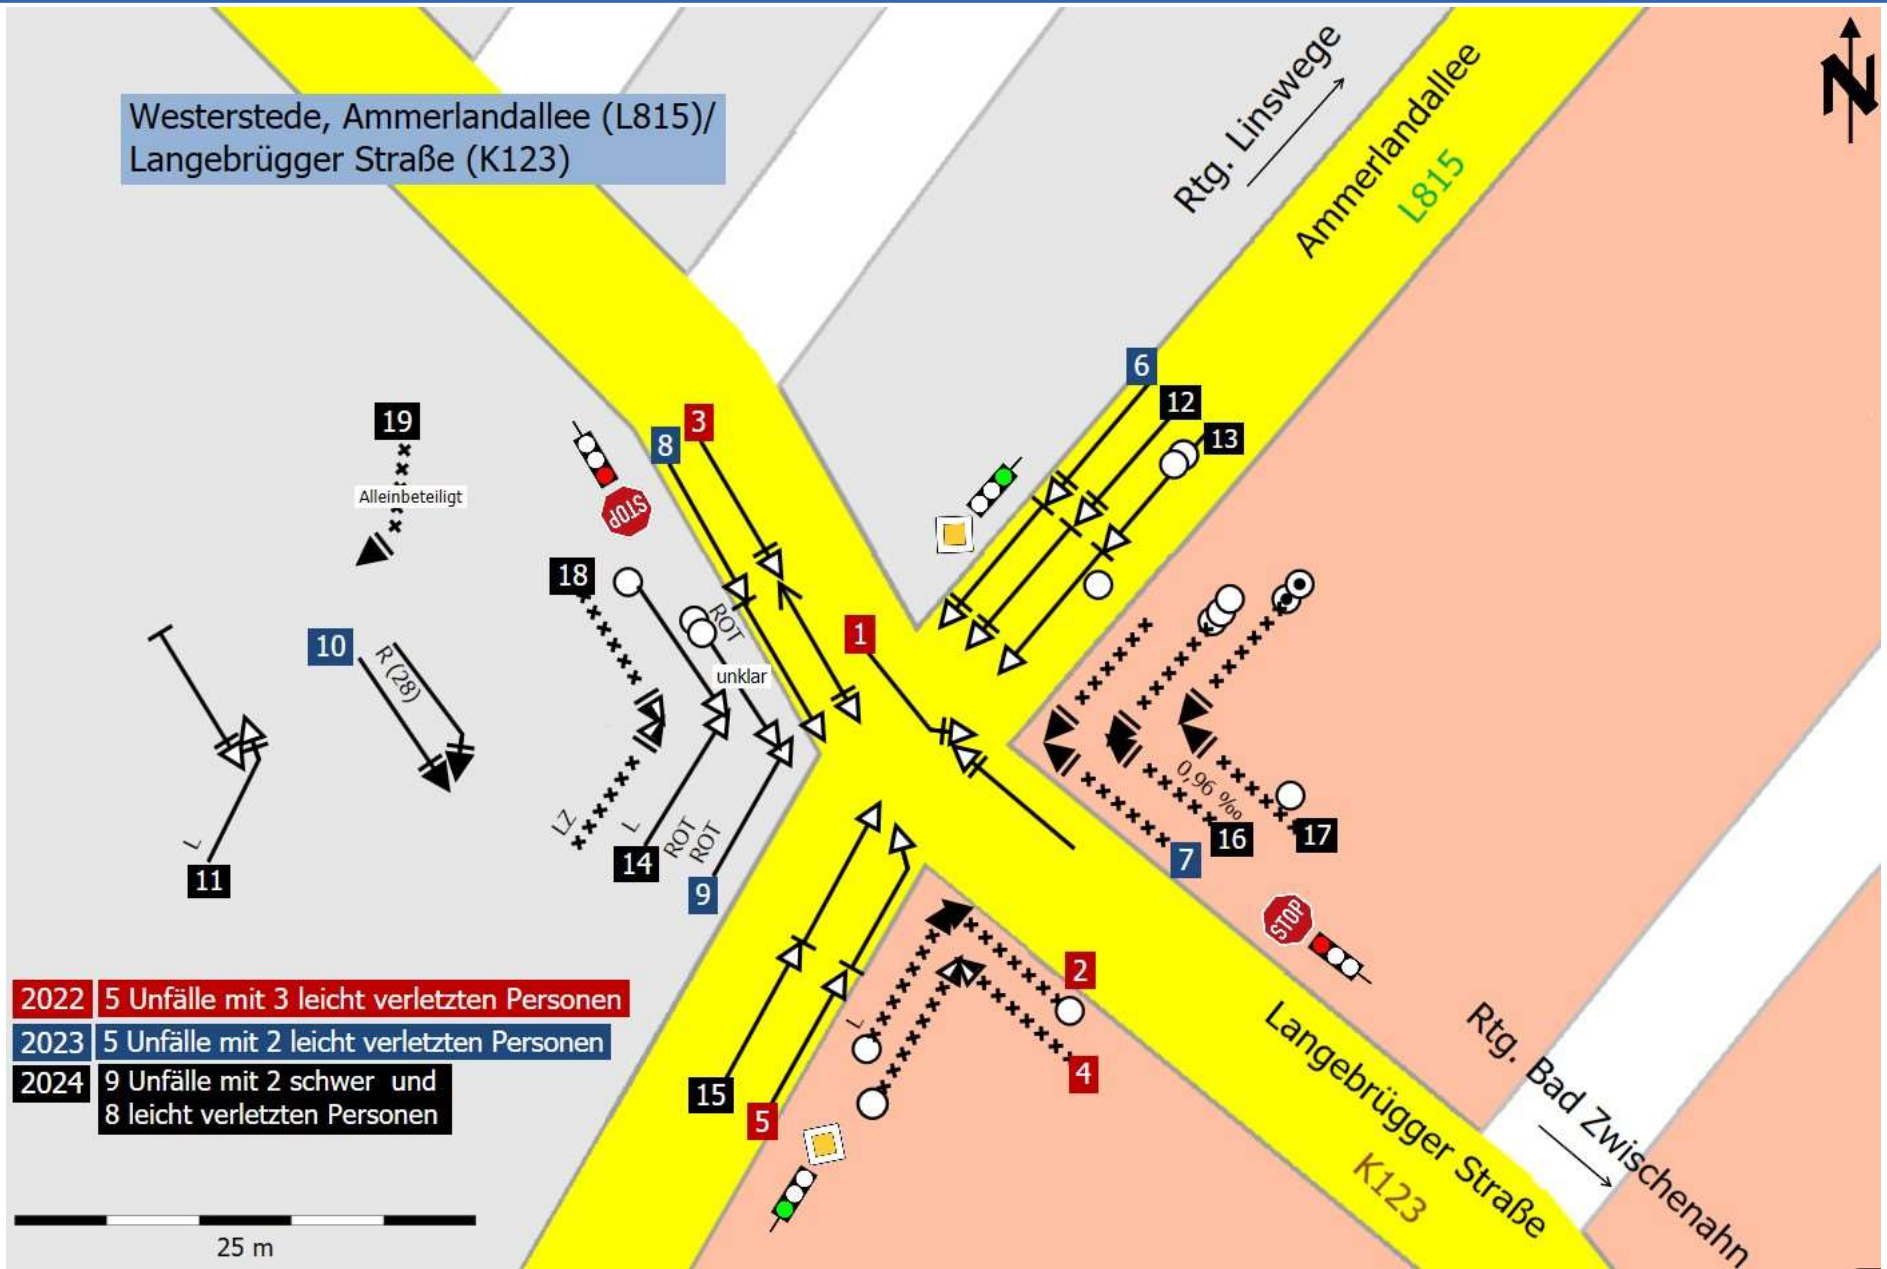 N
Westerstede, Ammerlandallee (L815)/
Langebrügger Straße (K123)
Rtg. Linswege
Ammerlandallee
L815
6
12
13
19
Alleinbeteiligt
8
3
STOP
18
ROT
unklar
1
10
R (28)
LZ
L
14
ROT
ROT
9
L
11
0,96 ‰
7
16
17
STOP
2
L
4
15
5
2022 5 Unfälle mit 3 leicht verletzten Personen
2023 5 Unfälle mit 2 leicht verletzten Personen
2024 9 Unfälle mit 2 schwer und
8 leicht verletzten Personen
25 m
Langebrügger Straße
K123
Rtg. Bad Zwischenahn